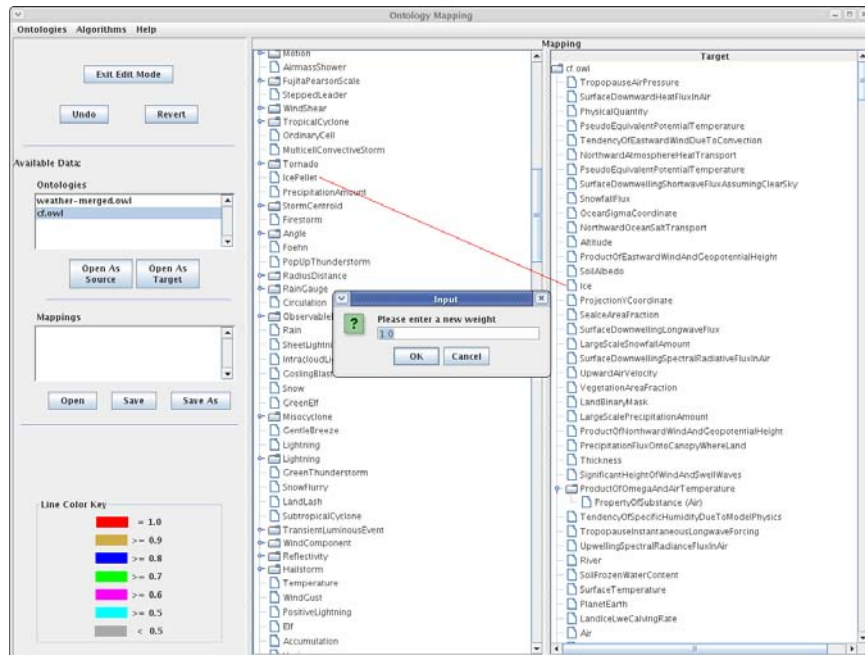 Ontology Mapping
Ontologies Algorithms Help
Exit Edit Mode
Undo Revert
Available Data:
Ontologies
weather-merged.owl
cf.owl
Open As Source
Open As Target
Mappings
Open Save Save As
Line Color Key
= 1.0
>= 0.9
>= 0.8
>= 0.7
>= 0.6
>= 0.5
< 0.5
Mapping
Motion
AirmassShower
FujitaPearsonScale
SteppedLeader
WindShear
TropicalCyclone
OrdinaryCell
MulticellConvectiveStorm
Tornado
IcePellet
PrecipitationAmount
StormCentroid
Firestorm
Angle
Foehn
PopUpThunderstorm
RadiusDistance
RainGauge
Circulation
Rain
Snow
GreenElf
Misocyclone
GentleBreeze
Lightning
Lightning
GreenThunderstorm
SnowFlurry
LandLash
SubtropicalCyclone
TransientLuminousEvent
WindComponent
Reflectivity
Hailstorm
Temperature
WindGust
PositiveLightning
Elf
Accumulation
Input
Please enter a new weight
1.0
OK Cancel
Target
cf.owl
TropopauseAirPressure
SurfaceDownwardHeatFluxInAir
PhysicalQuantity
PseudoEquivalentPotentialTemperature
TendencyOfEastwardWindDueToConvection
NorthwardAtmosphereHeatTransport
PseudoEquivalentPotentialTemperature
SurfaceDownwellingShortwaveFluxAssumingClearSky
SnowfallFlux
OceanSigmaCoordinate
NorthwardOceanSaltTransport
Altitude
ProductOfEastwardWindAndGeopotentialHeight
SoilAlbedo
Ice
ProjectionYCoordinate
SeaIceAreaFraction
SurfaceDownwellingLongwaveFlux
LargeScaleSnowfallAmount
SurfaceDownwellingSpectralRadiativeFluxInAir
UpwardAirVelocity
VegetationAreaFraction
LandBinaryMask
LargeScalePrecipitationAmount
ProductOfNorthwardWindAndGeopotentialHeight
PrecipitationFluxOntoCanopyWhereLand
Thickness
SignificantHeightOfWindAndSwellWaves
ProductOfOmegaAndAirTemperature
PropertyOfSubstance (Air)
TendencyOfSpecificHumidityDueToModelPhysics
TropopauseInstantaneousLongwaveForcing
UpwellingSpectralRadianceFluxInAir
River
SoilFrozenWaterContent
SurfaceTemperature
PlanetEarth
LandIceLweCalvingRate
Air